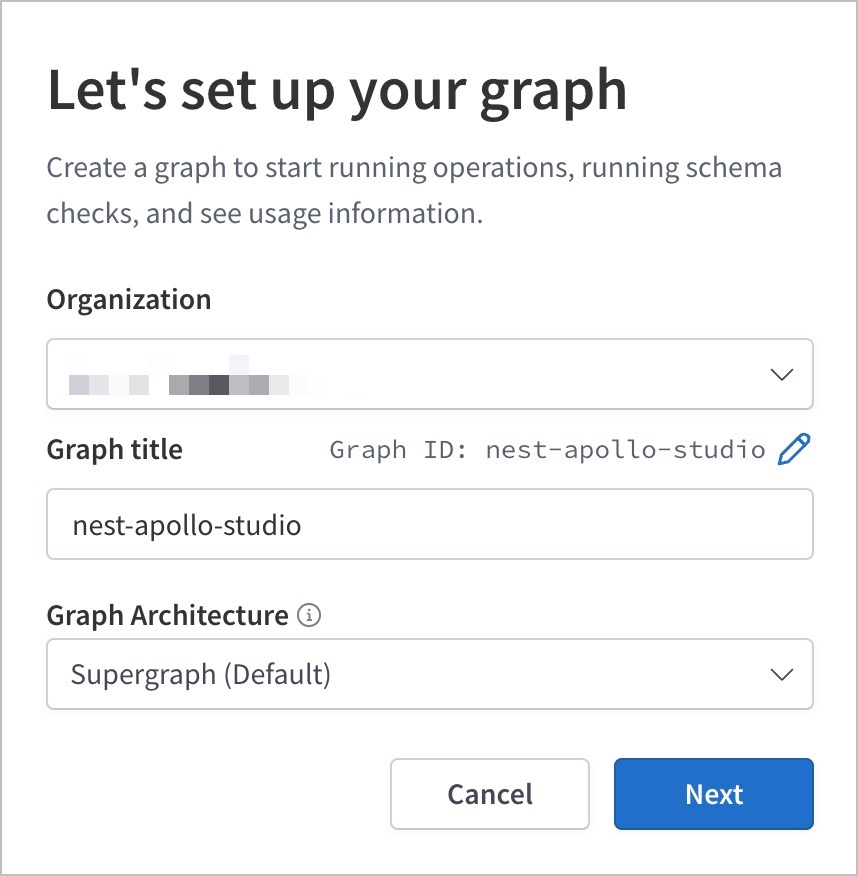 Let's set up your graph
Create a graph to start running operations, running schema
checks, and see usage information.
Organization
Graph title
Graph ID: nest-apollo-studio
nest-apollo-studio
Graph Architecture
Supergraph (Default)
Cancel
Next